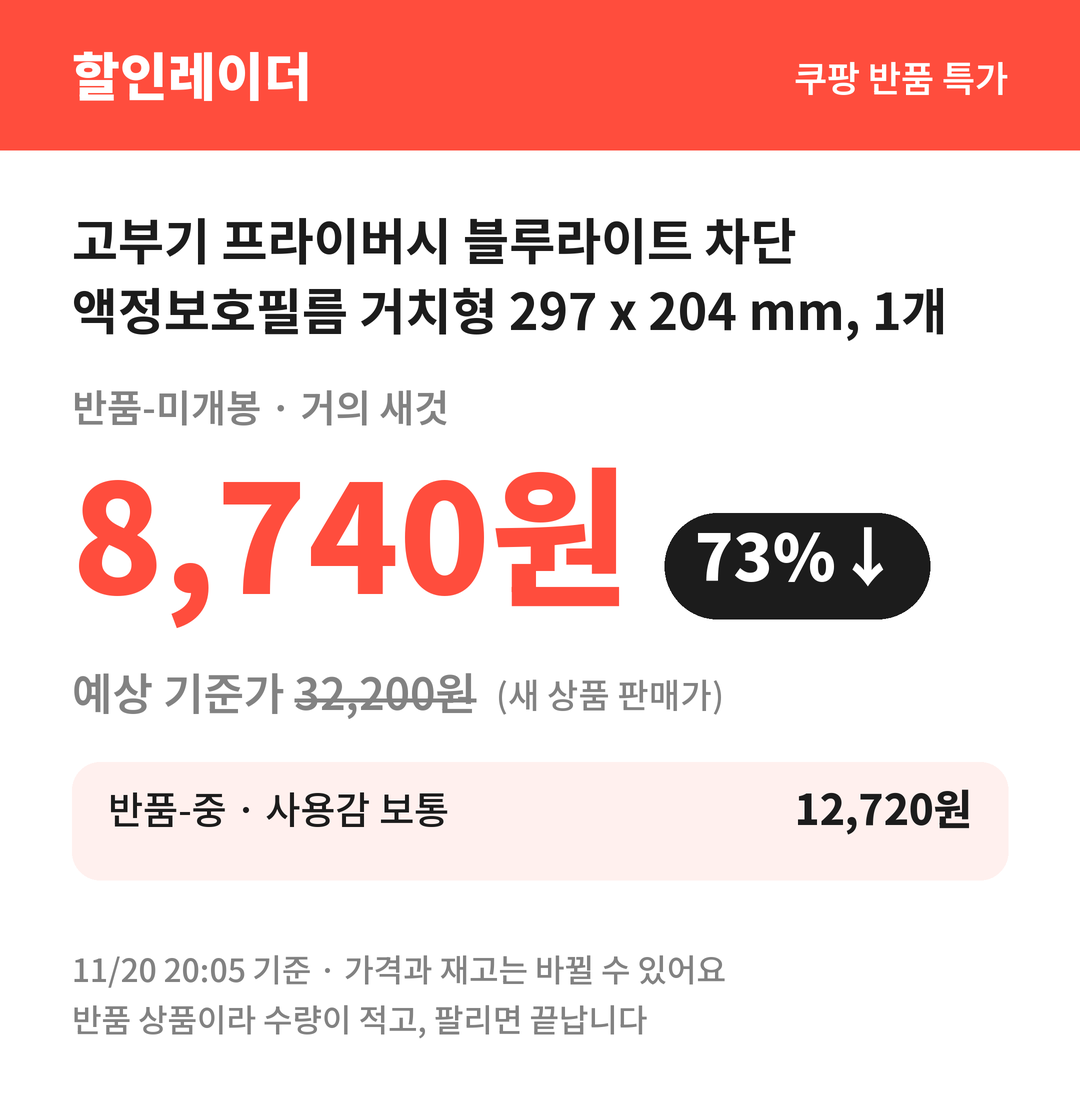 할인레이더
쿠팡 반품 특가
고부기 프라이버시 블루라이트 차단
액정보호필름 거치형 297 x 204 mm, 1개
반품-미개봉 · 거의 새것
8,740원 73%↓
예상 기준가 32,200원 (새 상품 판매가)
반품-중 · 사용감 보통 12,720원
11/20 20:05 기준 · 가격과 재고는 바뀔 수 있어요
반품 상품이라 수량이 적고, 팔리면 끝납니다